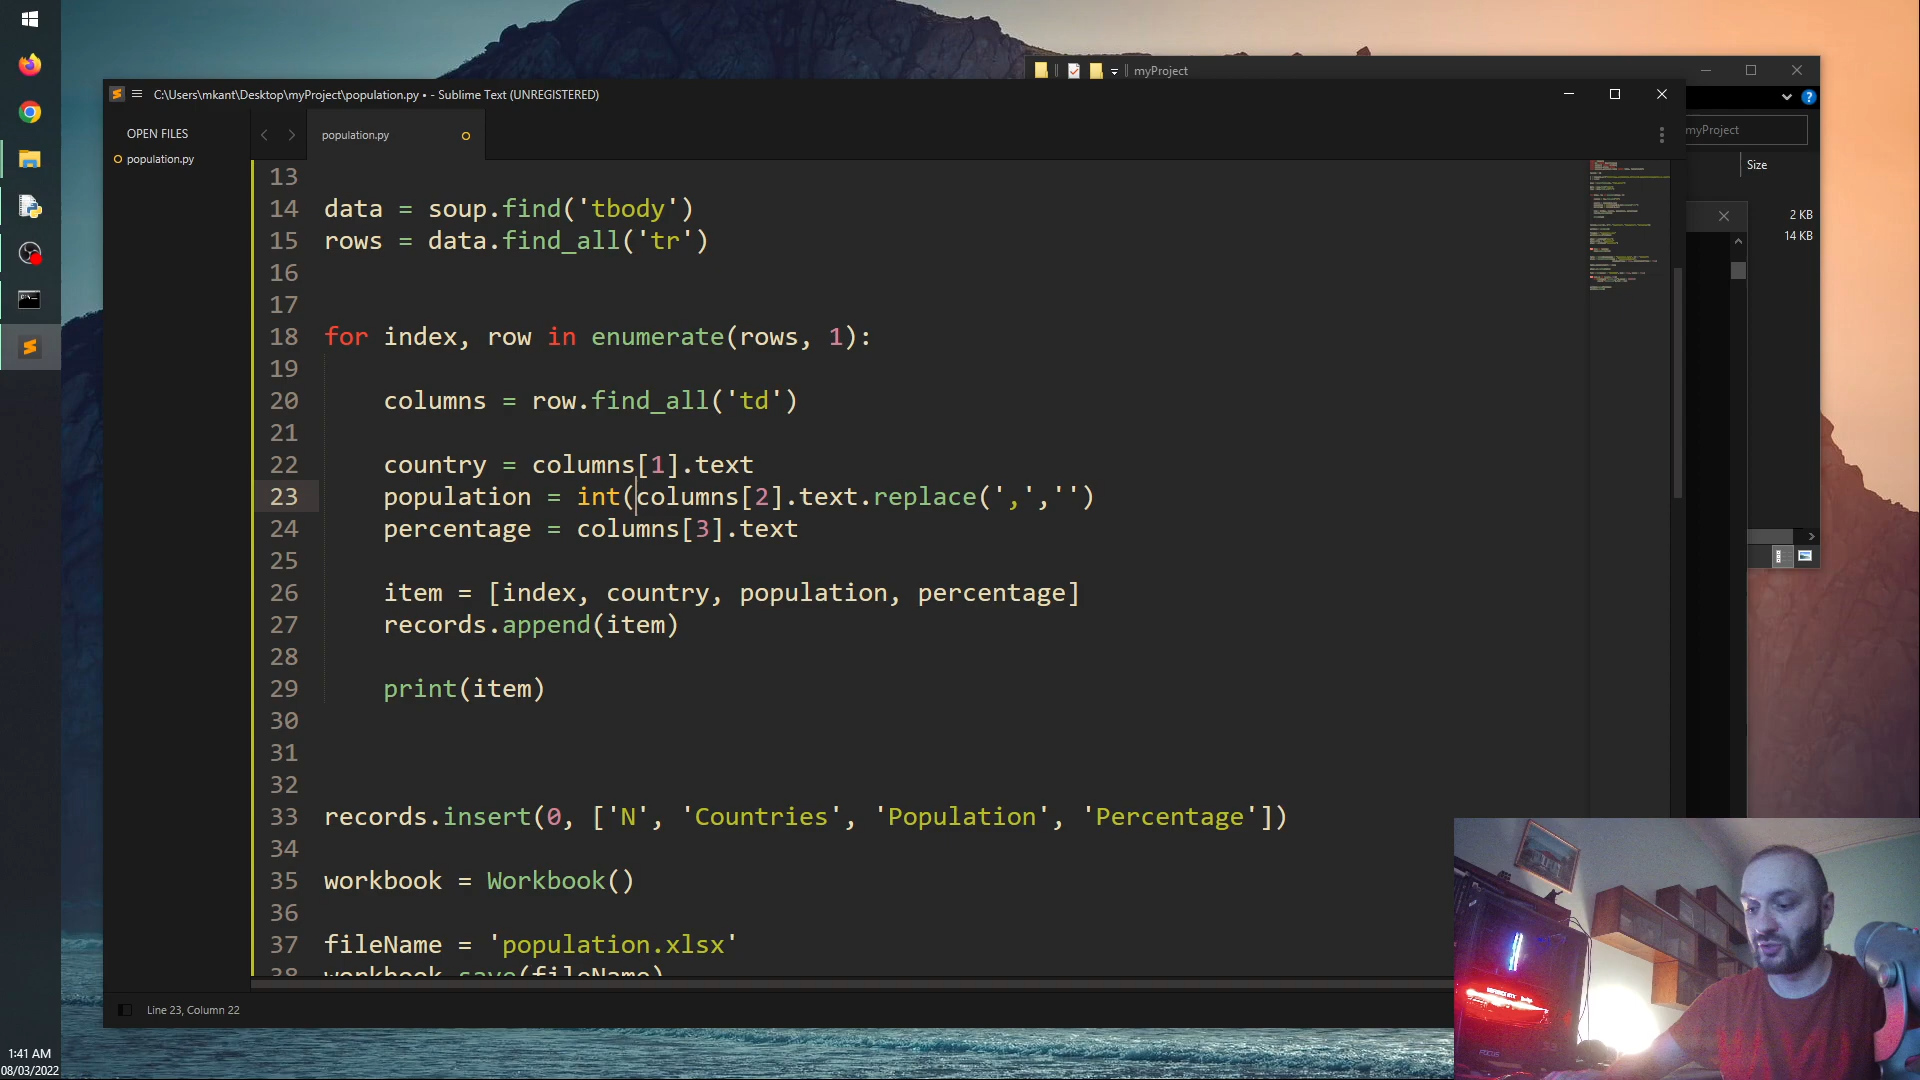 myProject
C:\Users\mkant\Desktop\myProject\population.py • - Sublime Text (UNREGISTERED)
OPEN FILES
population.py
population.py
myProject
Size
2 KB
14 KB
13
14 data = soup.find('tbody')
15 rows = data.find_all('tr')
16
17
18 for index, row in enumerate(rows, 1):
19
20 columns = row.find_all('td')
21
22 country = columns[1].text
23 population = int(columns[2].text.replace(',','')
24 percentage = columns[3].text
25
26 item = [index, country, population, percentage]
27 records.append(item)
28
29 print(item)
30
31
32
33 records.insert(0, ['N', 'Countries', 'Population', 'Percentage'])
34
35 workbook = Workbook()
36
37 fileName = 'population.xlsx'
38 workbook.save(fileName)
Line 23, Column 22
1:41 AM
08/03/2022